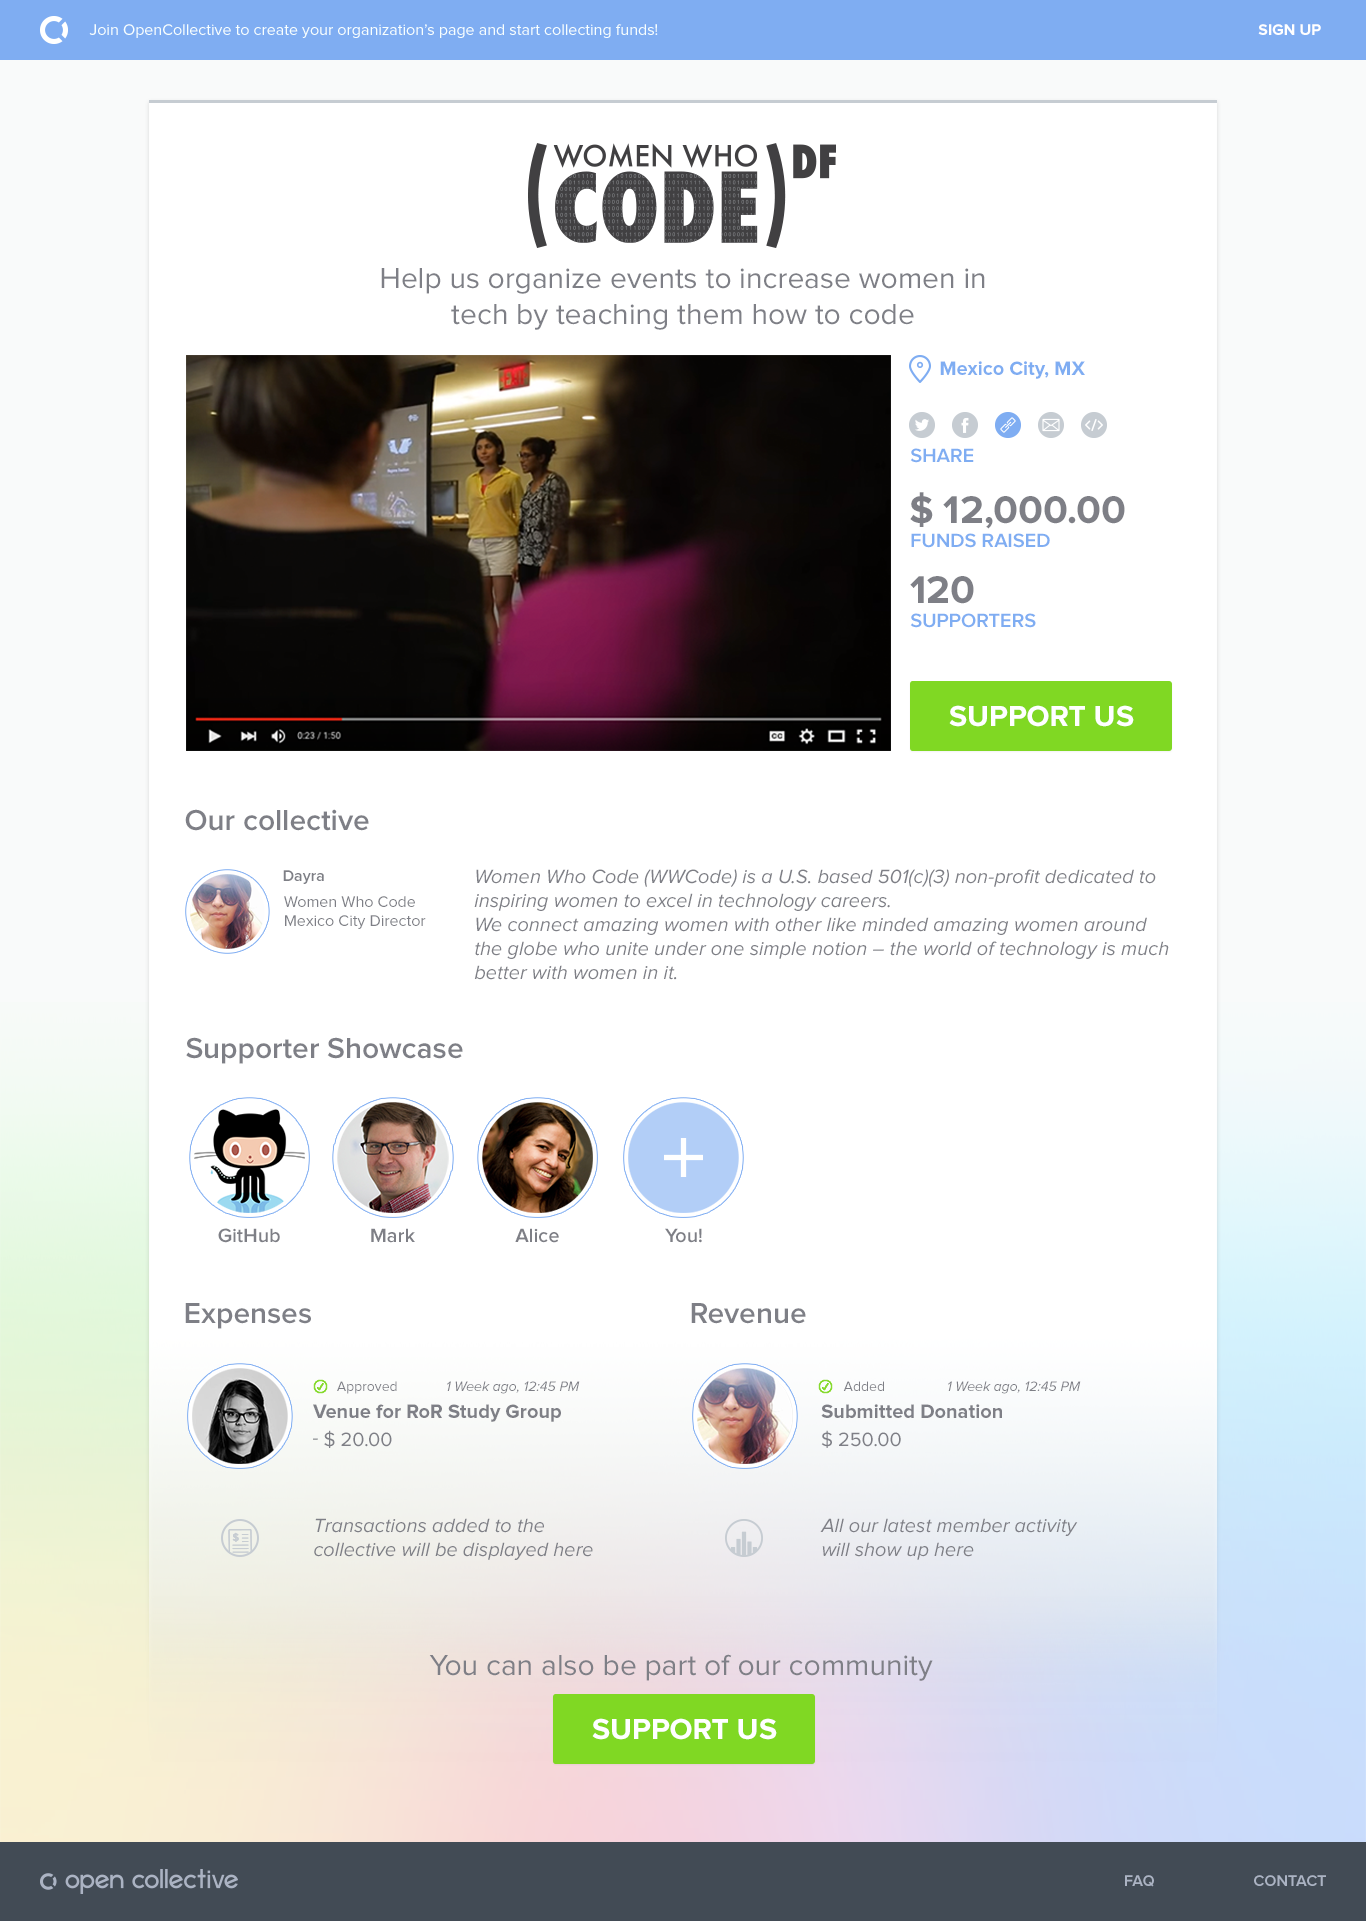 Join OpenCollective to create your organization's page and start collecting funds!
SIGN UP
(WOMEN WHO CODE) DF
Help us organize events to increase women in
tech by teaching them how to code
EXIT
Mexico City, MX
SHARE
$ 12,000.00
FUNDS RAISED
120
SUPPORTERS
SUPPORT US
0:23 / 1:50
CC
Our collective
Dayra
Women Who Code
Mexico City Director
Women Who Code (WWCode) is a U.S. based 501(c)(3) non-profit dedicated to
inspiring women to excel in technology careers.
We connect amazing women with other like minded amazing women around
the globe who unite under one simple notion – the world of technology is much
better with women in it.
Supporter Showcase
GitHub
Mark
Alice
You!
Expenses
Approved
1 Week ago, 12:45 PM
Venue for RoR Study Group
- $ 20.00
Transactions added to the
collective will be displayed here
Revenue
Added
1 Week ago, 12:45 PM
Submitted Donation
$ 250.00
All our latest member activity
will show up here
You can also be part of our community
SUPPORT US
open collective
FAQ
CONTACT